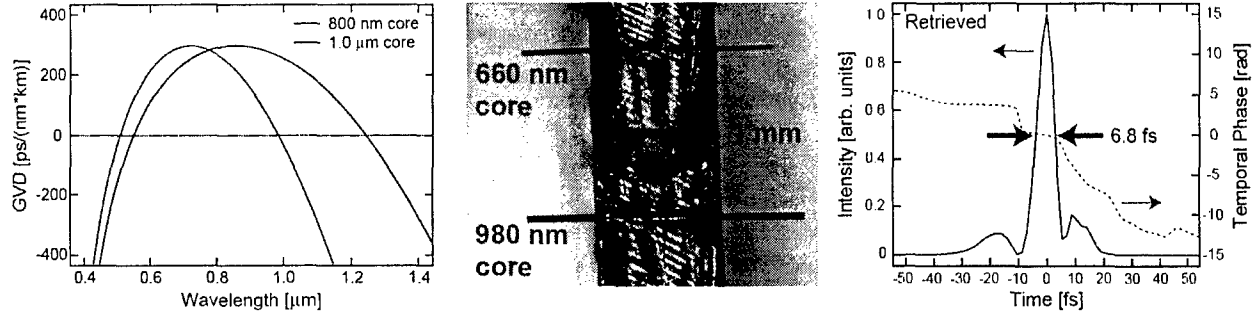 800 nm core
1.0 µm core
GVD [ps/(nm*km)]
400
200
0
-200
-400
0.4 0.6 0.8 1.0 1.2 1.4
Wavelength [µm]
660 nm
core
mm
980 nm
core
Retrieved
Intensity [arb. units]
1.0
0.8
0.6
0.4
0.2
0
6.8 fs
15
10
5
0
-5
-10
-15
Temporal Phase [rad]
-50 -40 -30 -20 -10 0 10 20 30 40 50
Time [fs]